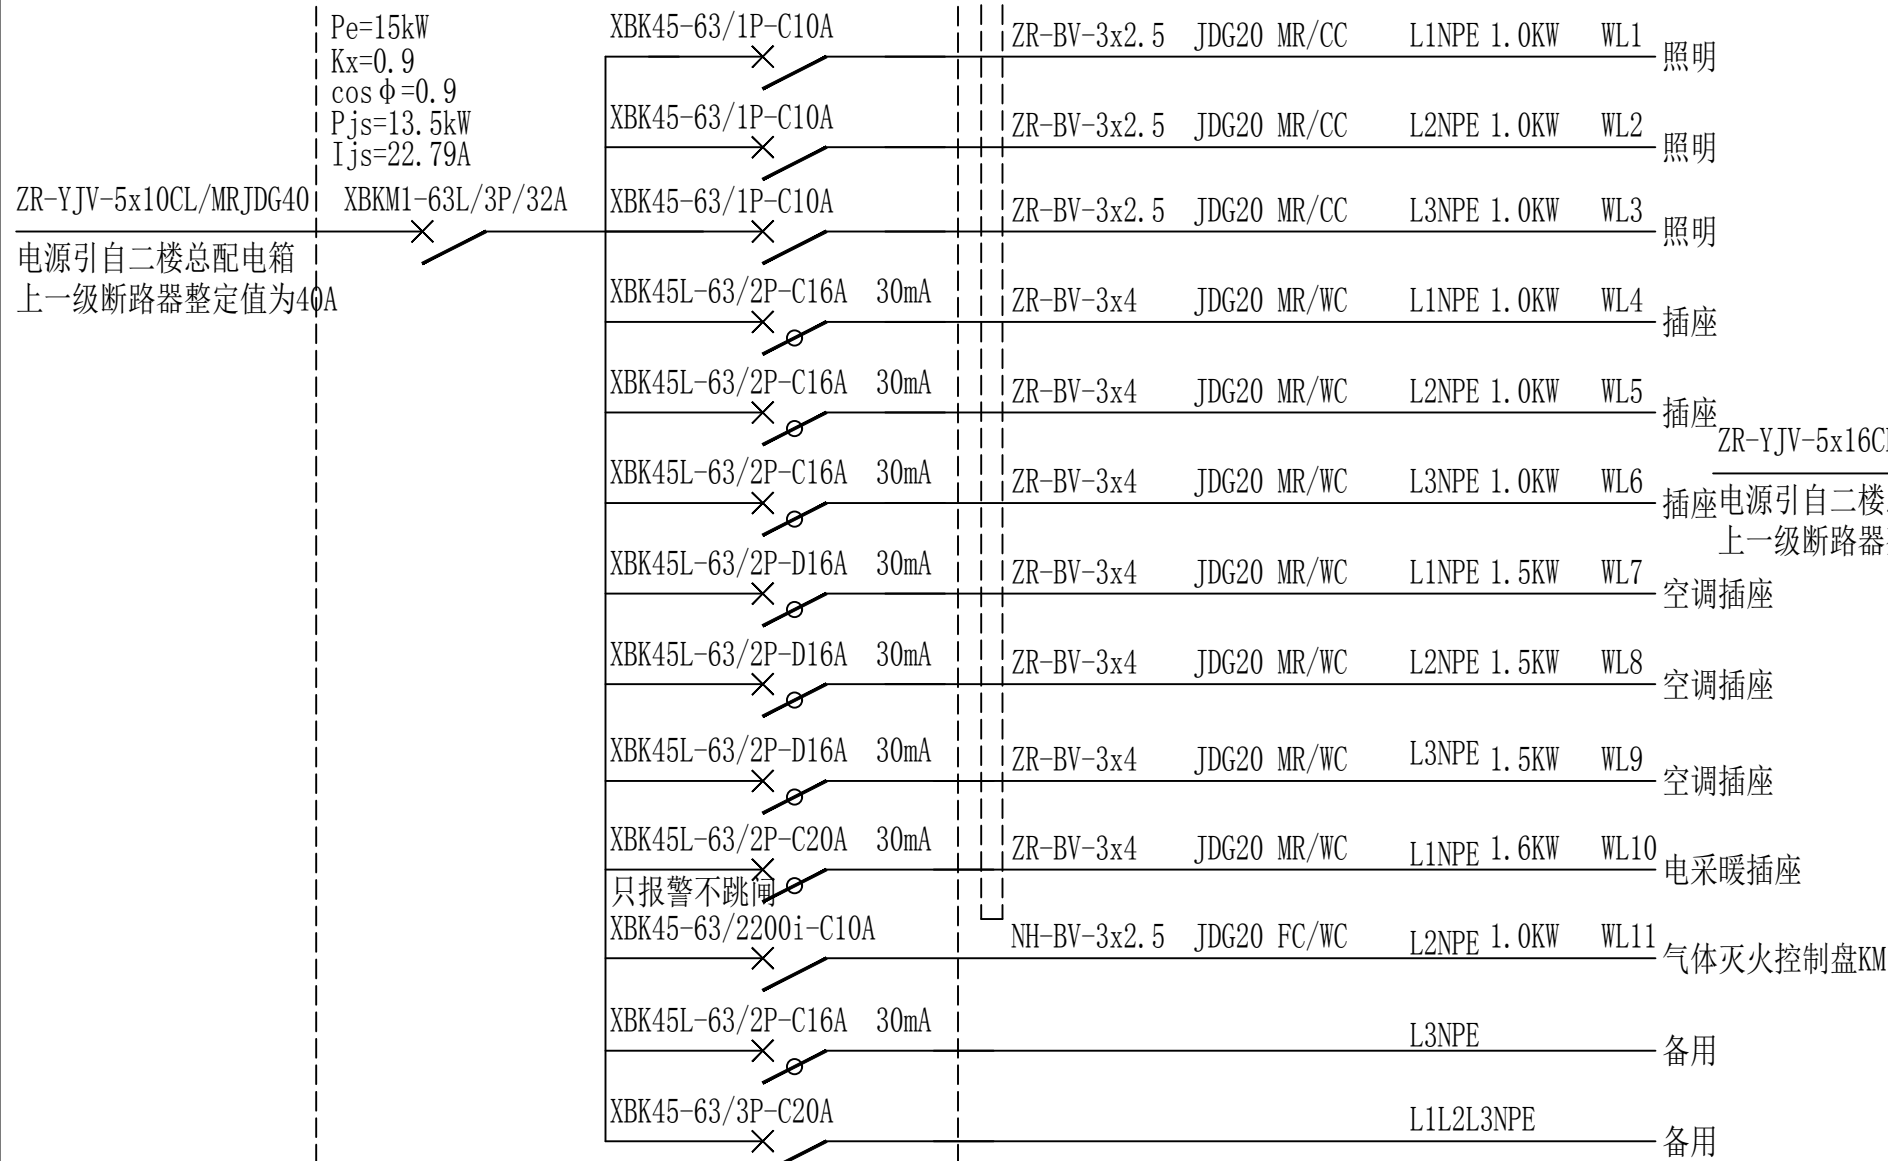 Pe=15kW
Kx=0.9
cosφ=0.9
Pjs=13.5kW
Ijs=22.79A
ZR-YJV-5x10CL/MRJDG40 XBKM1-63L/3P/32A
电源引自二楼总配电箱
上一级断路器整定值为40A
XBK45-63/1P-C10A ZR-BV-3x2.5 JDG20 MR/CC L1NPE 1.0KW WL1 照明
XBK45-63/1P-C10A ZR-BV-3x2.5 JDG20 MR/CC L2NPE 1.0KW WL2 照明
XBK45-63/1P-C10A ZR-BV-3x2.5 JDG20 MR/CC L3NPE 1.0KW WL3 照明
XBK45L-63/2P-C16A 30mA ZR-BV-3x4 JDG20 MR/WC L1NPE 1.0KW WL4 插座
XBK45L-63/2P-C16A 30mA ZR-BV-3x4 JDG20 MR/WC L2NPE 1.0KW WL5 插座
XBK45L-63/2P-C16A 30mA ZR-BV-3x4 JDG20 MR/WC L3NPE 1.0KW WL6 插座
XBK45L-63/2P-D16A 30mA ZR-BV-3x4 JDG20 MR/WC L1NPE 1.5KW WL7 空调插座
XBK45L-63/2P-D16A 30mA ZR-BV-3x4 JDG20 MR/WC L2NPE 1.5KW WL8 空调插座
XBK45L-63/2P-D16A 30mA ZR-BV-3x4 JDG20 MR/WC L3NPE 1.5KW WL9 空调插座
XBK45L-63/2P-C20A 30mA ZR-BV-3x4 JDG20 MR/WC L1NPE 1.6KW WL10 电采暖插座
只报警不跳闸
XBK45-63/2200i-C10A NH-BV-3x2.5 JDG20 FC/WC L2NPE 1.0KW WL11 气体灭火控制盘KM
XBK45L-63/2P-C16A 30mA L3NPE 备用
XBK45-63/3P-C20A L1L2L3NPE 备用
ZR-YJV-5x16C
电源引自二楼
上一级断路器